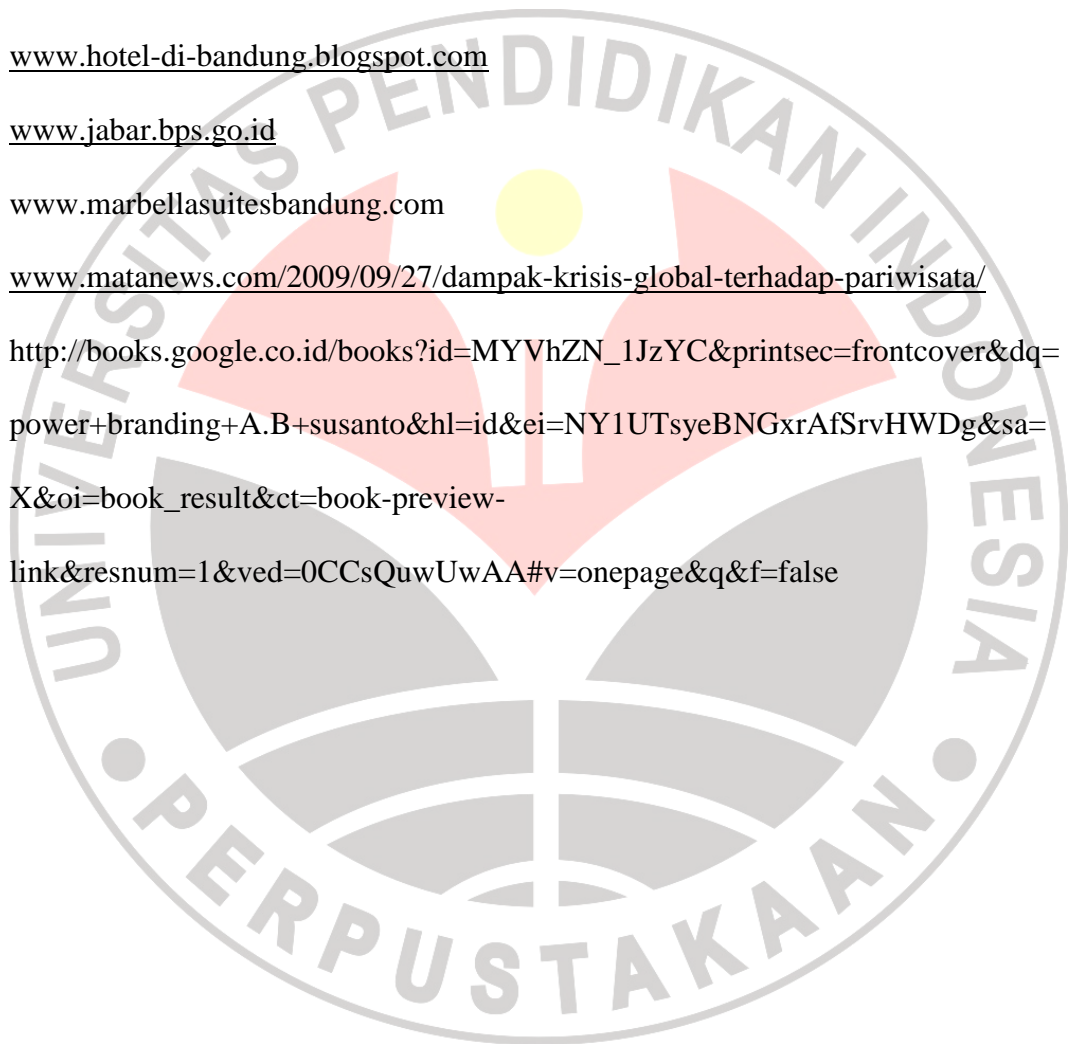 www.hotel-di-bandung.blogspot.com
www.jabar.bps.go.id
www.marbellasuitesbandung.com
www.matanews.com/2009/09/27/dampak-krisis-global-terhadap-pariwisata/
http://books.google.co.id/books?id=MYVhZN_1JzYC&printsec=frontcover&dq=
power+branding+A.B+susanto&hl=id&ei=NY1UTsyeBNGxrAfSrvHWDg&sa=
X&oi=book_result&ct=book-preview-
link&resnum=1&ved=0CCsQuwUwAA#v=onepage&q&f=false
UNIVERSITAS PENDIDIKAN INDONESIA
PERPUSTAKAAN